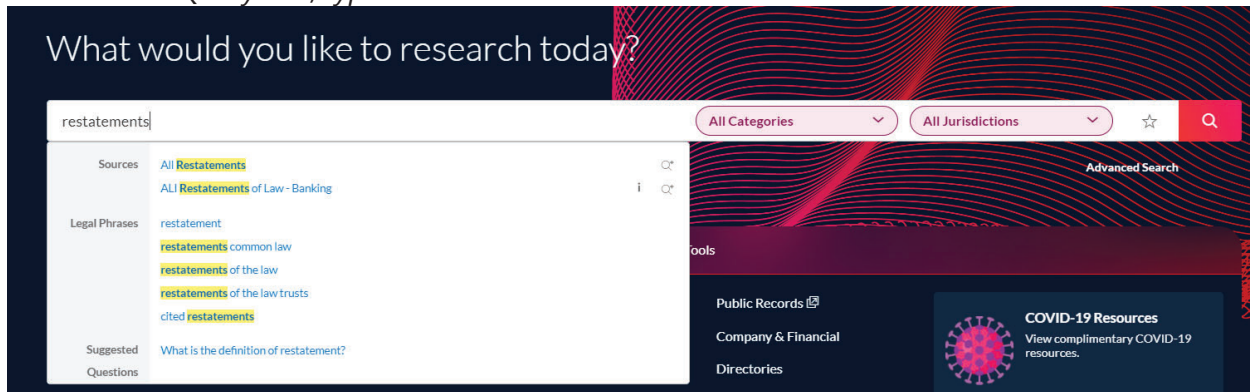 What would you like to research today?
restatements
All Categories
All Jurisdictions
Sources
All Restatements
ALI Restatements of Law - Banking
i
Advanced Search
Legal Phrases
restatement
restatements common law
restatements of the law
restatements of the law trusts
cited restatements
Suggested Questions
What is the definition of restatement?
Public Records
Company & Financial
Directories
COVID-19 Resources
View complimentary COVID-19
resources.